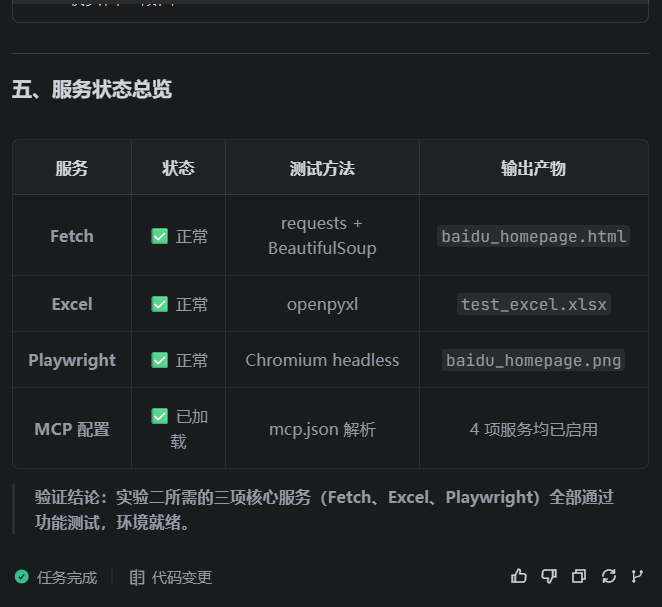 五、服务状态总览
服务 状态 测试方法 输出产物
Fetch ✅ 正常 requests + BeautifulSoup baidu_homepage.html
Excel ✅ 正常 openpyxl test_excel.xlsx
Playwright ✅ 正常 Chromium headless baidu_homepage.png
MCP 配置 ✅ 已加载 mcp.json 解析 4 项服务均已启用
验证结论：实验二所需的三项核心服务（Fetch、Excel、Playwright）全部通过
功能测试，环境就绪。
任务完成 代码变更